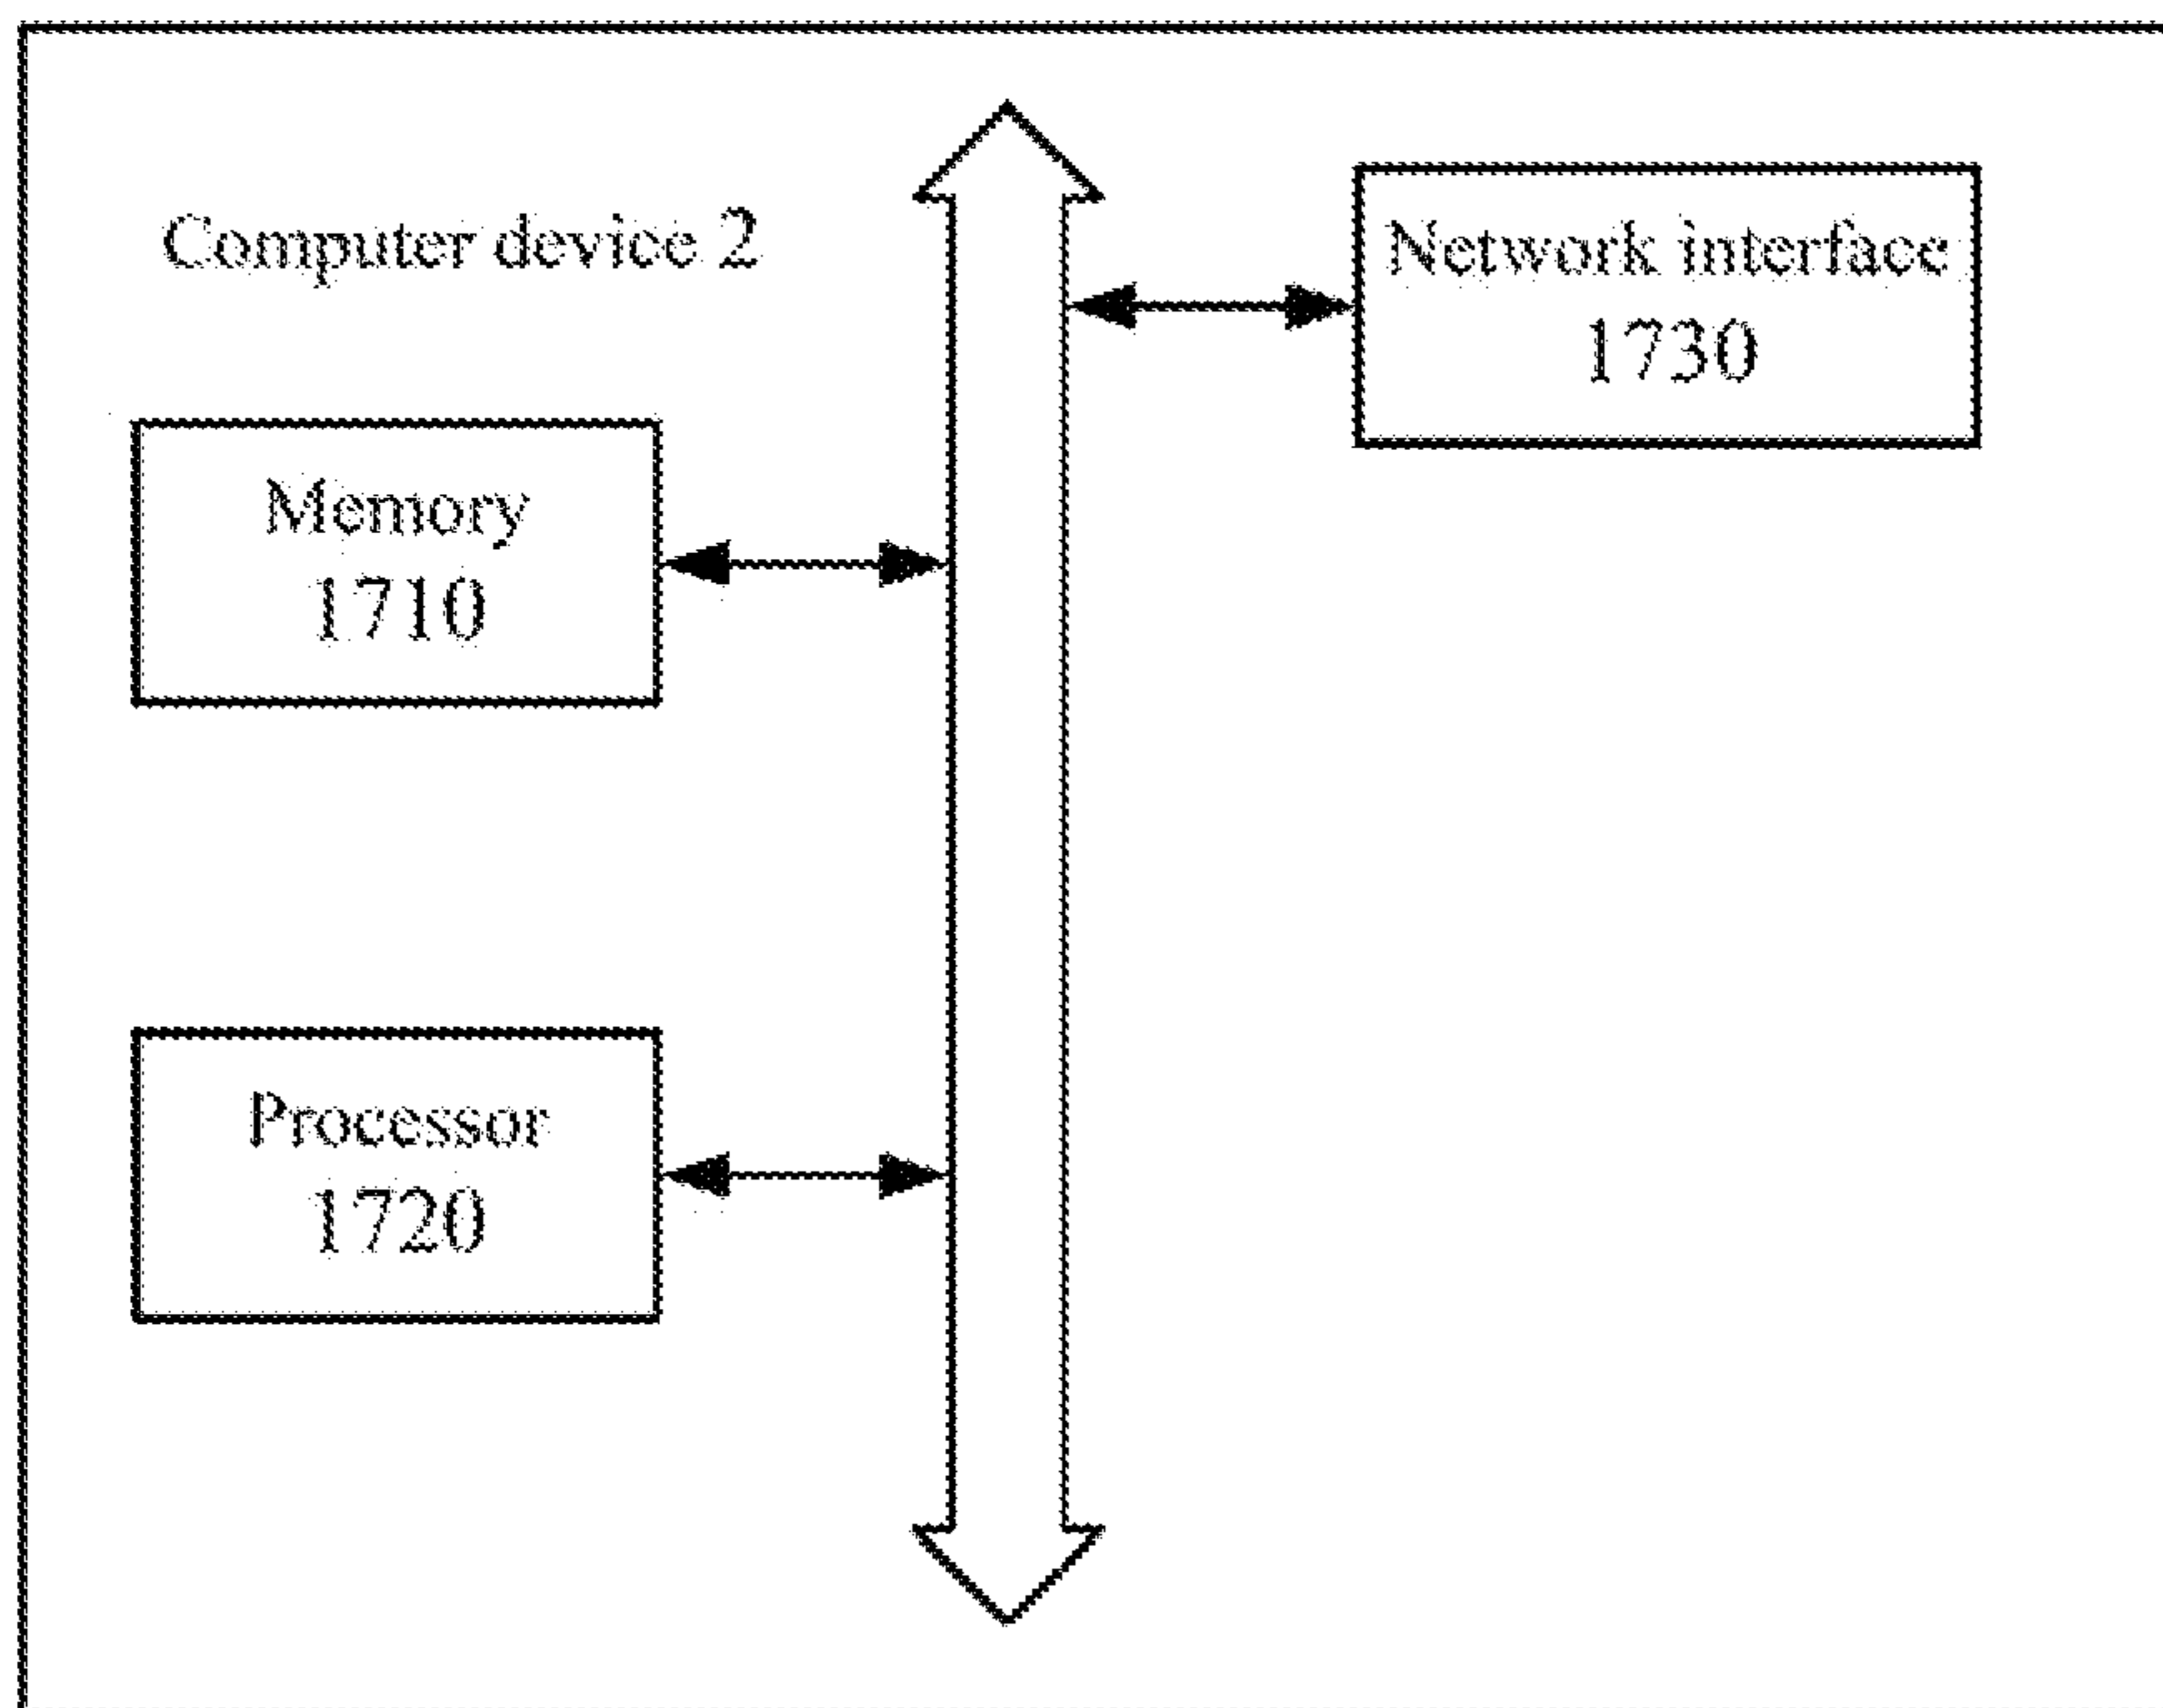 Computer device 2
Network interface
1730
Memory
1710
Processor
1720